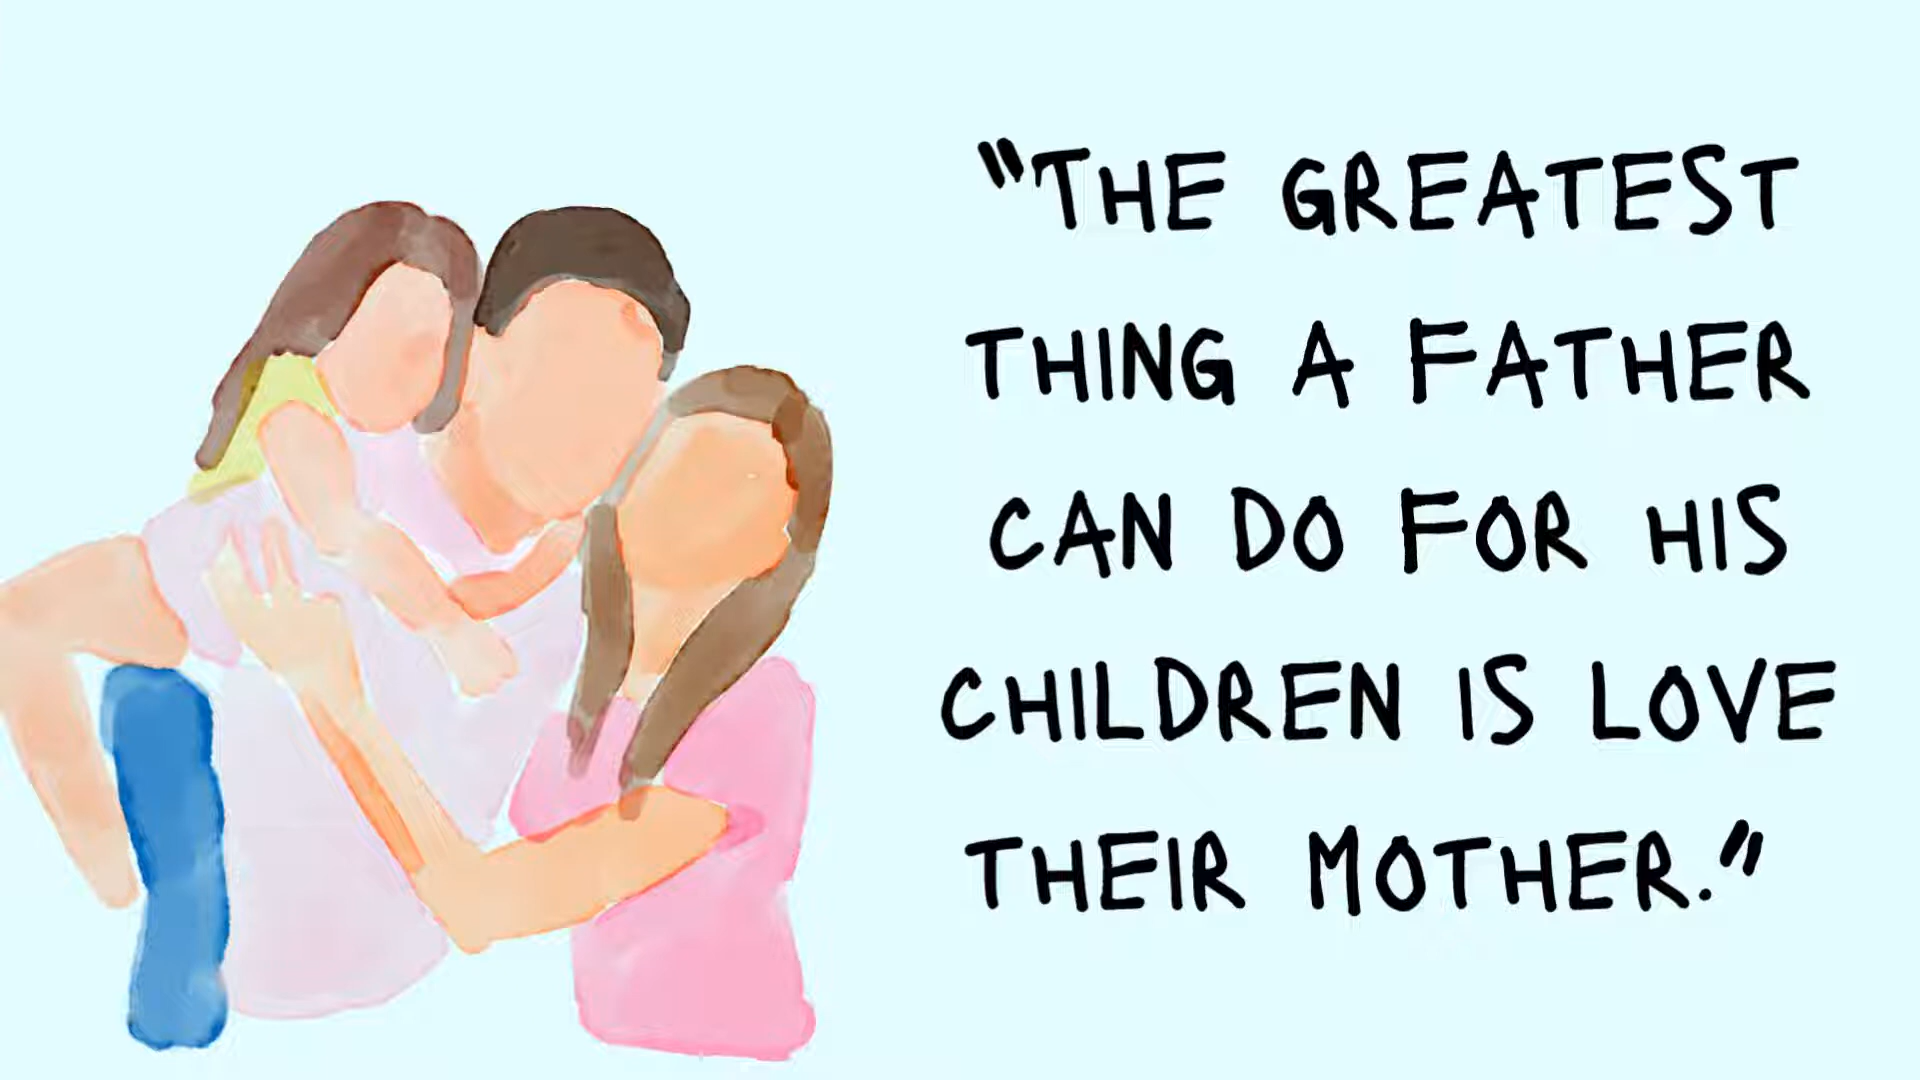 "THE GREATEST
THING A FATHER
CAN DO FOR HIS
CHILDREN IS LOVE
THEIR MOTHER."